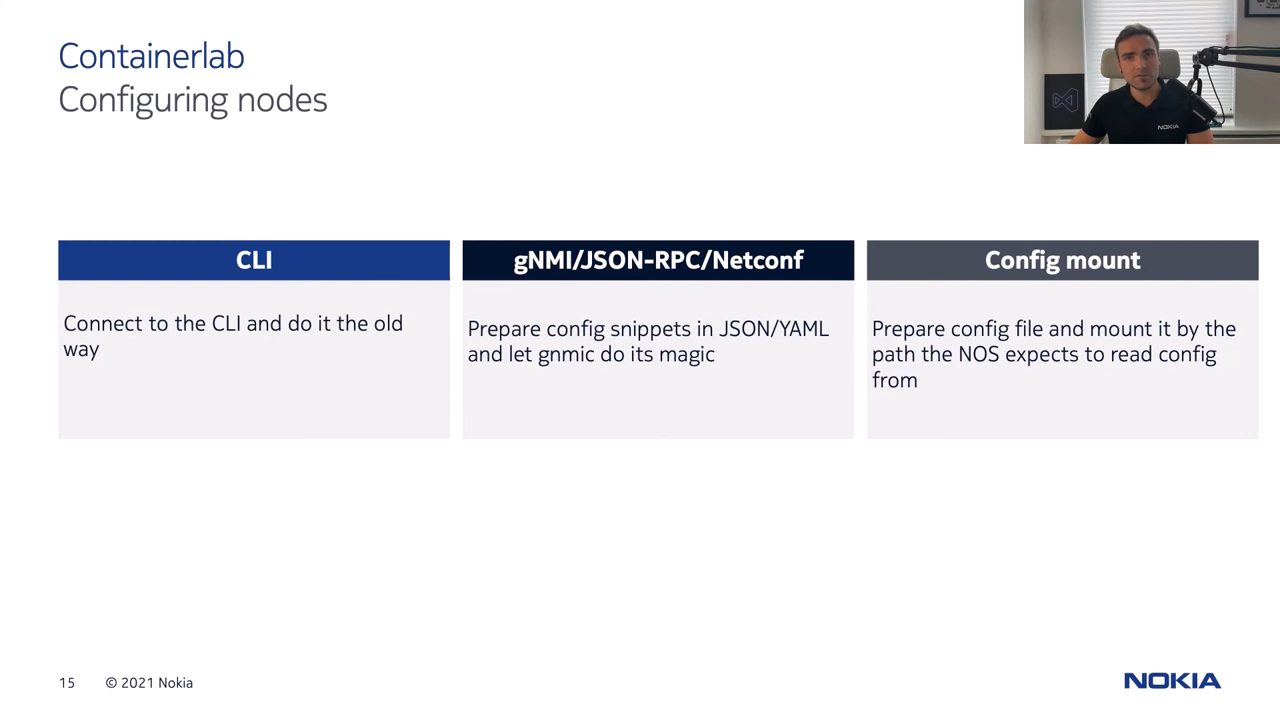 Containerlab
Configuring nodes
NOKIA
CLI
Connect to the CLI and do it the old
way
gNMI/JSON-RPC/Netconf
Prepare config snippets in JSON/YAML
and let gnmic do its magic
Config mount
Prepare config file and mount it by the
path the NOS expects to read config
from
15
© 2021 Nokia
NOKIA